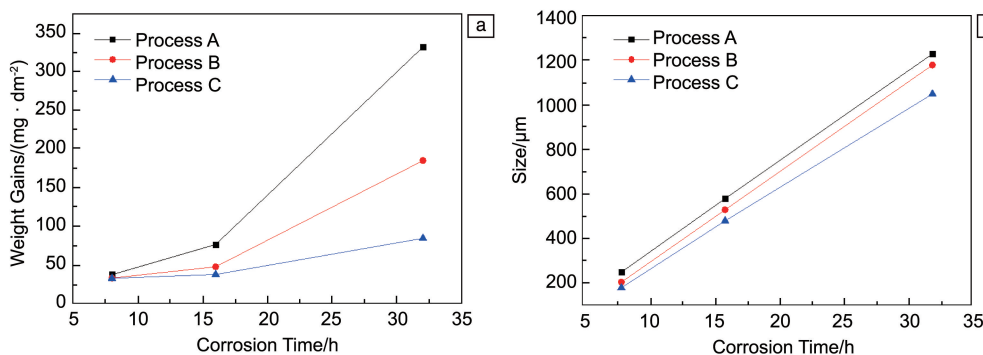 a
350
300
250
200
150
100
50
0
Weight Gains/(mg · dm-2)
Process A
Process B
Process C
5 10 15 20 25 30 35
Corrosion Time/h
1400
1200
1000
800
600
400
200
Size/µm
Process A
Process B
Process C
5 10 15 20 25 30 35
Corrosion Time/h